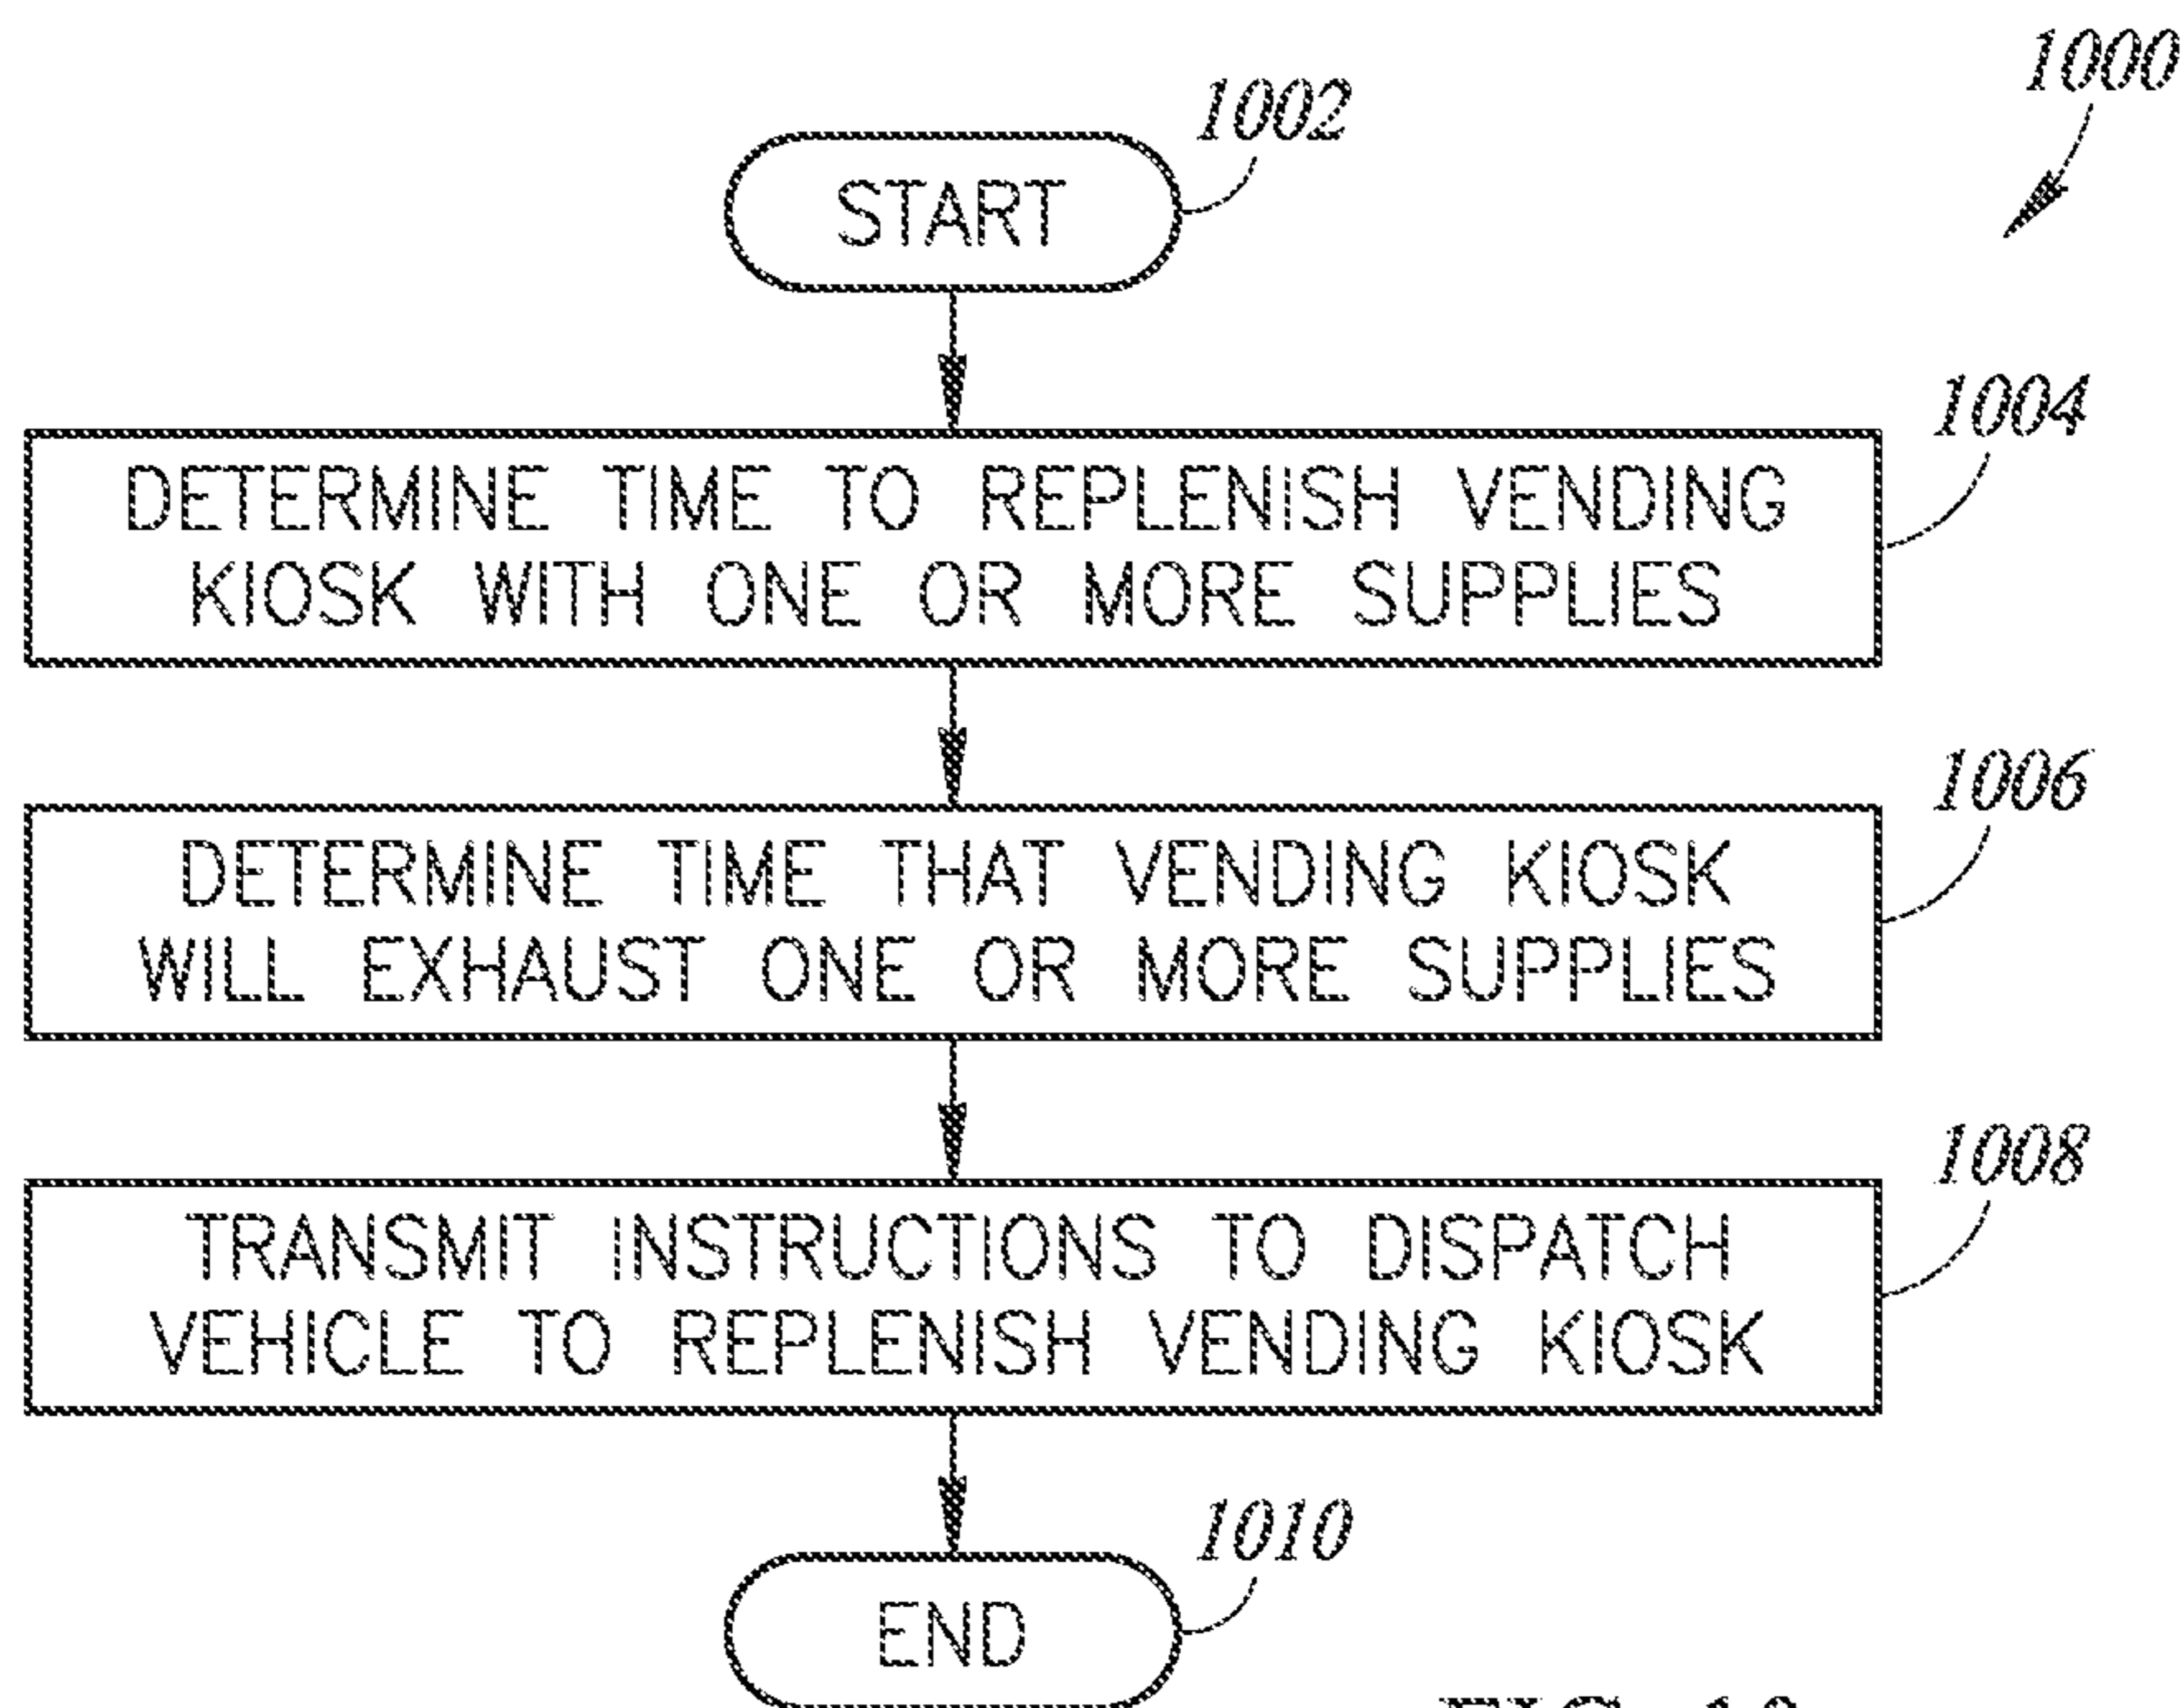 1000
1002
START
1004
DETERMINE TIME TO REPLENISH VENDING
KIOSK WITH ONE OR MORE SUPPLIES
1006
DETERMINE TIME THAT VENDING KIOSK
WILL EXHAUST ONE OR MORE SUPPLIES
1008
TRANSMIT INSTRUCTIONS TO DISPATCH
VEHICLE TO REPLENISH VENDING KIOSK
1010
END